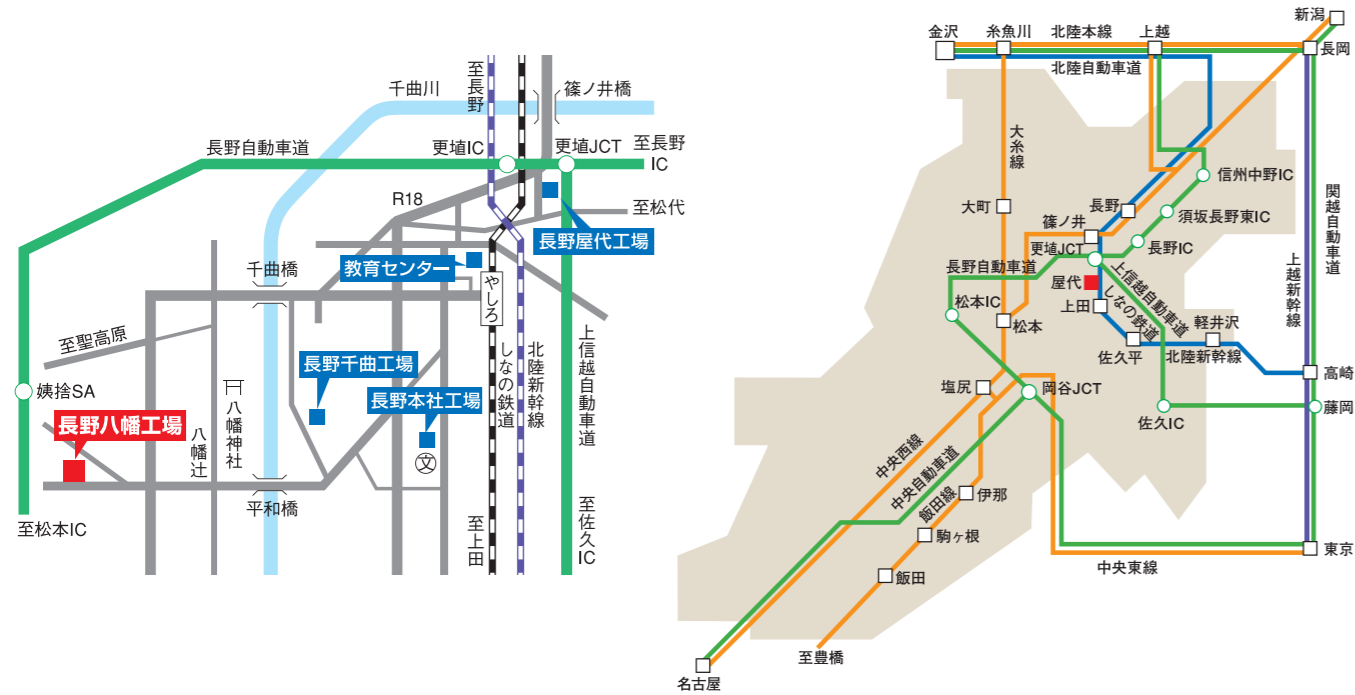 千曲川
至長野
篠ノ井橋
長野自動車道
更埴IC
更埴JCT
至長野
IC
R18
至松代
長野屋代工場
教育センター
千曲橋
やしろ
至聖高原
長野千曲工場
しなの鉄道
北陸新幹線
上信越自動車道
姨捨SA
八幡神社
長野本社工場
長野八幡工場
八幡辻
文
平和橋
至松本IC
至上田
至佐久IC
新潟
金沢
糸魚川
北陸本線
上越
長岡
北陸自動車道
大糸線
信州中野IC
関越自動車道
大町
長野
須坂長野東IC
篠ノ井
更埴JCT
長野IC
長野自動車道
上信越自動車道
上越新幹線
屋代
しなの鉄道
松本IC
上田
松本
軽井沢
佐久平
北陸新幹線
高崎
塩尻
岡谷JCT
藤岡
佐久IC
中央西線
中央自動車道
飯田線
伊那
駒ヶ根
東京
中央東線
飯田
至豊橋
名古屋